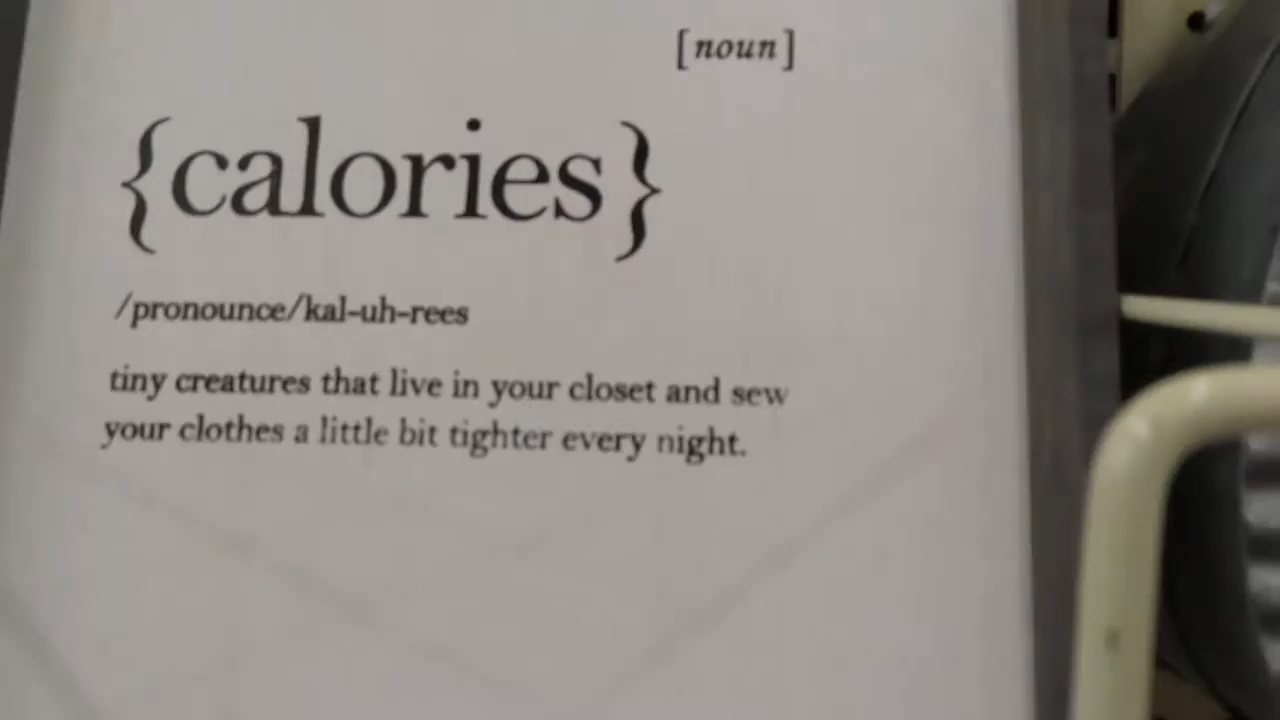 [noun]
{calories}
/pronounce/kal-uh-rees
tiny creatures that live in your closet and sew
your clothes a little bit tighter every night.